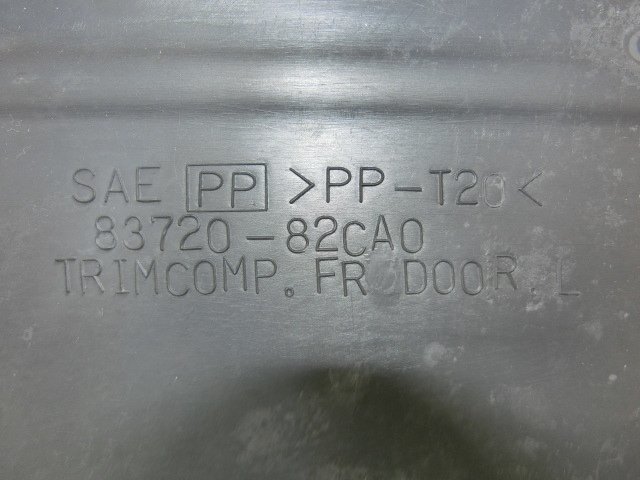 SAE PP >PP-T20<
83720-82CA0
TRIMCOMP. FR DOOR. L